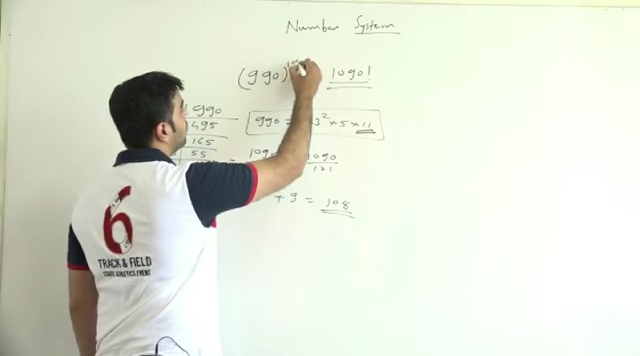 Number System
(990) 1090!
990
495
990 = 3² × 5 × 11
165
55
1090 1090
121
+ 9 = 108
6
TRACK & FIELD